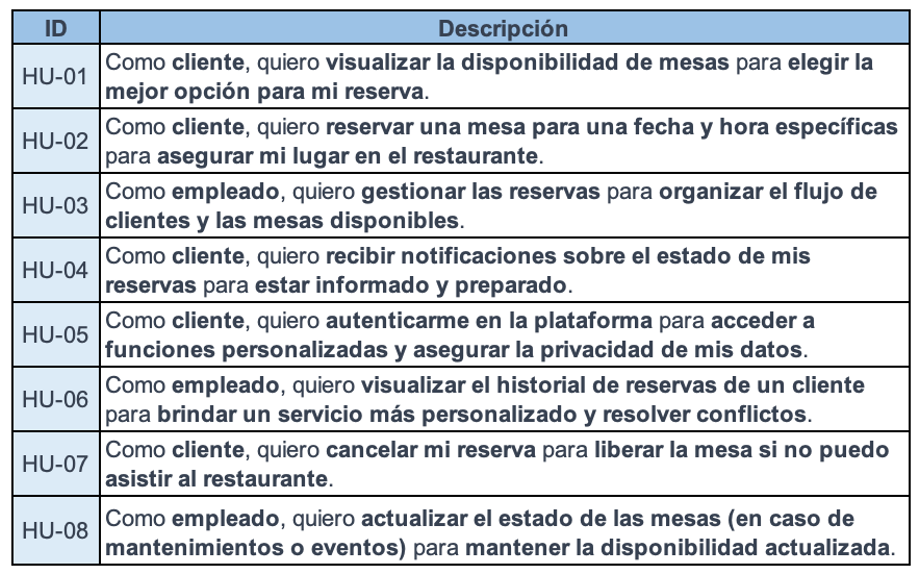 ID Descripción
HU-01 Como cliente, quiero visualizar la disponibilidad de mesas para elegir la
mejor opción para mi reserva.
HU-02 Como cliente, quiero reservar una mesa para una fecha y hora específicas
para asegurar mi lugar en el restaurante.
HU-03 Como empleado, quiero gestionar las reservas para organizar el flujo de
clientes y las mesas disponibles.
HU-04 Como cliente, quiero recibir notificaciones sobre el estado de mis
reservas para estar informado y preparado.
HU-05 Como cliente, quiero autenticarme en la plataforma para acceder a
funciones personalizadas y asegurar la privacidad de mis datos.
HU-06 Como empleado, quiero visualizar el historial de reservas de un cliente
para brindar un servicio más personalizado y resolver conflictos.
HU-07 Como cliente, quiero cancelar mi reserva para liberar la mesa si no puedo
asistir al restaurante.
HU-08 Como empleado, quiero actualizar el estado de las mesas (en caso de
mantenimientos o eventos) para mantener la disponibilidad actualizada.